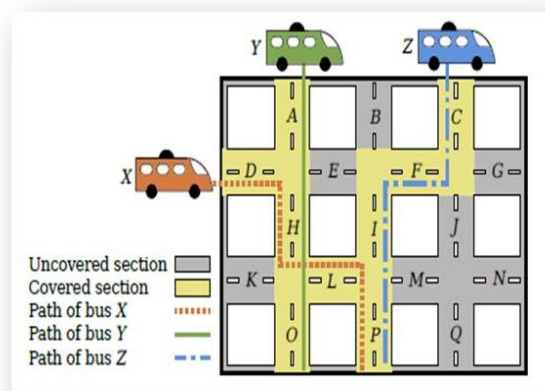 Y
Z
A
B
C
X
D
E
F
G
H
I
J
Uncovered section
Covered section
K
L
M
N
Path of bus X
Path of bus Y
Path of bus Z
O
P
Q